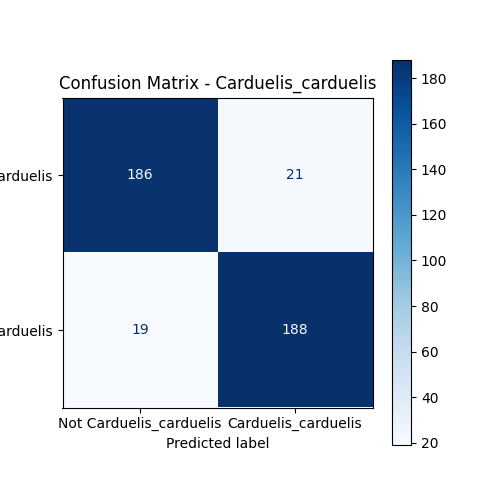 Confusion Matrix - Carduelis_carduelis
arduelis
186
21
arduelis
19
188
Not Carduelis_carduelis
Carduelis_carduelis
Predicted label
180
160
140
120
100
80
60
40
20